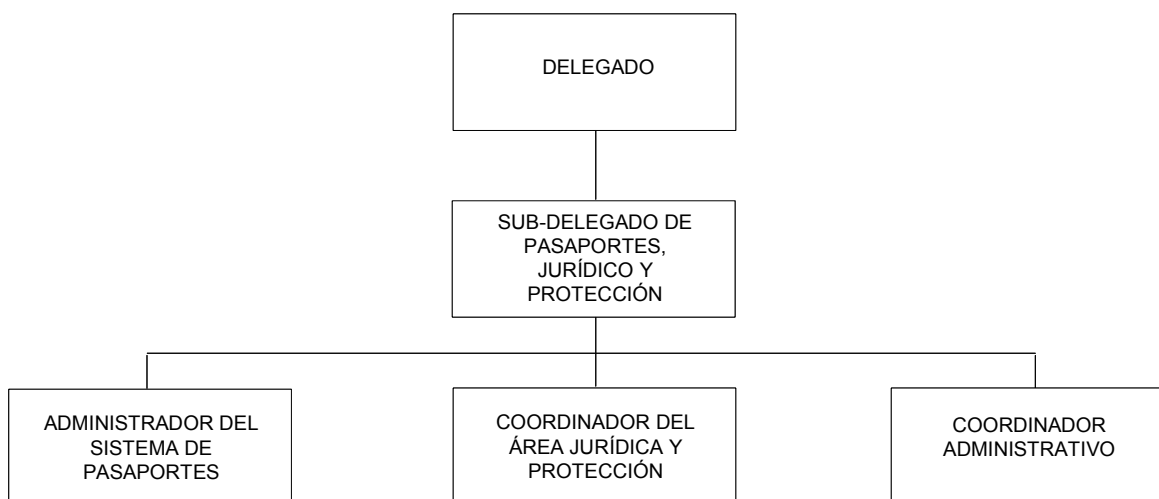 DELEGADO
SUB-DELEGADO DE
PASAPORTES,
JURÍDICO Y
PROTECCIÓN
ADMINISTRADOR DEL
SISTEMA DE
PASAPORTES
COORDINADOR DEL
ÁREA JURÍDICA Y
PROTECCIÓN
COORDINADOR
ADMINISTRATIVO